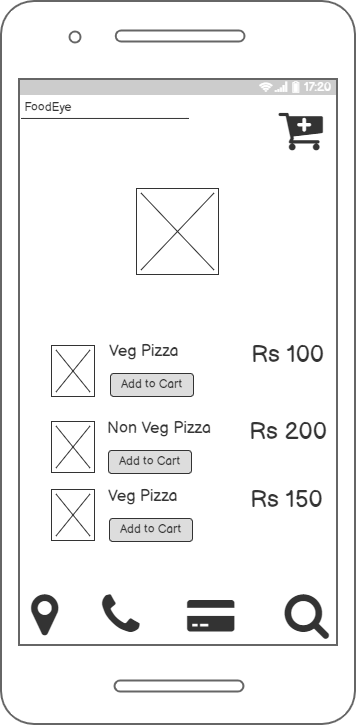 17:20
FoodEye
Veg Pizza
Rs 100
Add to Cart
Non Veg Pizza
Rs 200
Add to Cart
Veg Pizza
Rs 150
Add to Cart